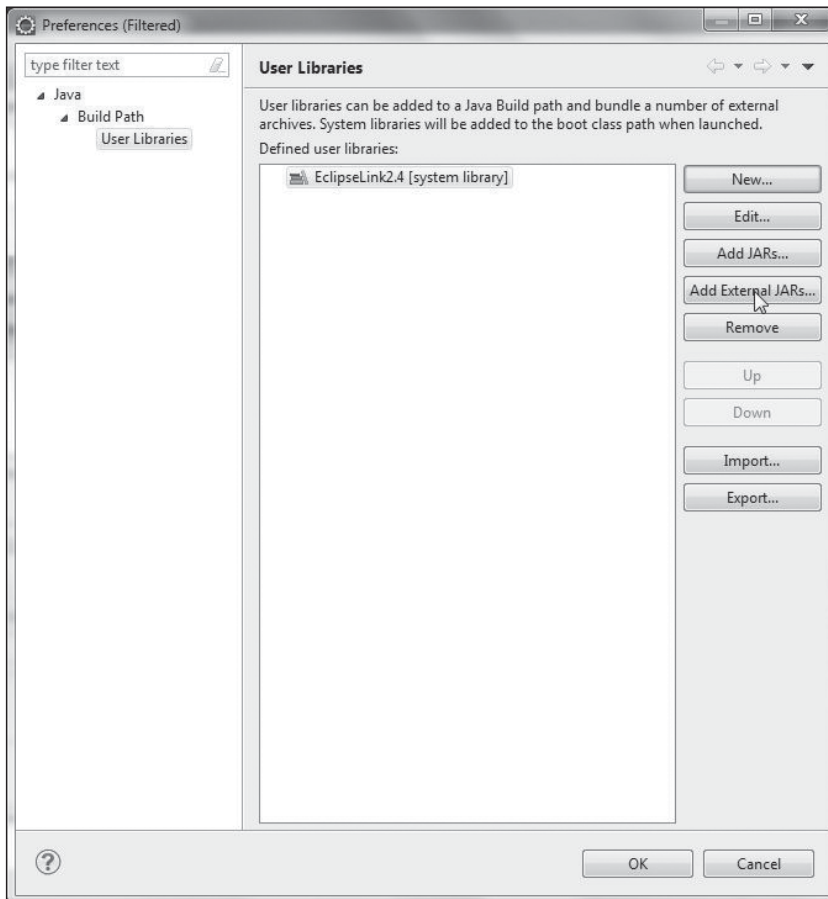 Preferences (Filtered)
type filter text
Java
Build Path
User Libraries
User Libraries
User libraries can be added to a Java Build path and bundle a number of external
archives. System libraries will be added to the boot class path when launched.
Defined user libraries:
EclipseLink2.4 [system library]
New...
Edit...
Add JARs...
Add External JARs...
Remove
Up
Down
Import...
Export...
?
OK
Cancel